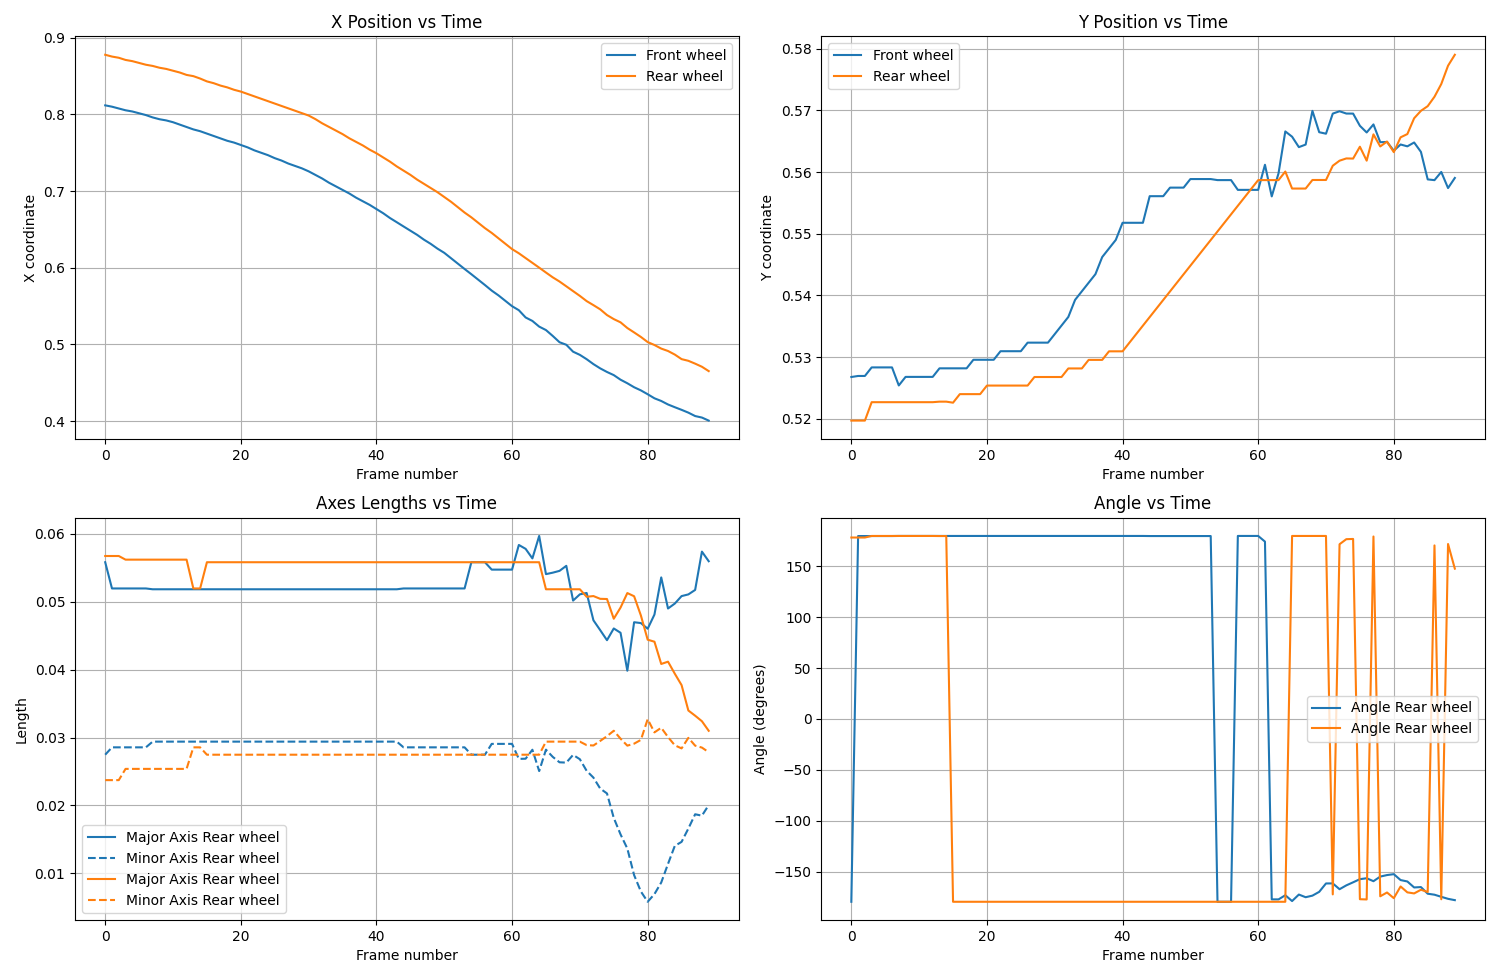 X Position vs Time
0.9
0.8
0.7
0.6
0.5
0.4
X coordinate
0 20 40 60 80
Frame number
Front wheel
Rear wheel
Y Position vs Time
0.58
0.57
0.56
0.55
0.54
0.53
0.52
Y coordinate
0 20 40 60 80
Frame number
Front wheel
Rear wheel
Axes Lengths vs Time
0.06
0.05
0.04
0.03
0.02
0.01
Length
0 20 40 60 80
Frame number
Major Axis Rear wheel
Minor Axis Rear wheel
Major Axis Rear wheel
Minor Axis Rear wheel
Angle vs Time
150
100
50
0
−50
−100
−150
Angle (degrees)
0 20 40 60 80
Frame number
Angle Rear wheel
Angle Rear wheel